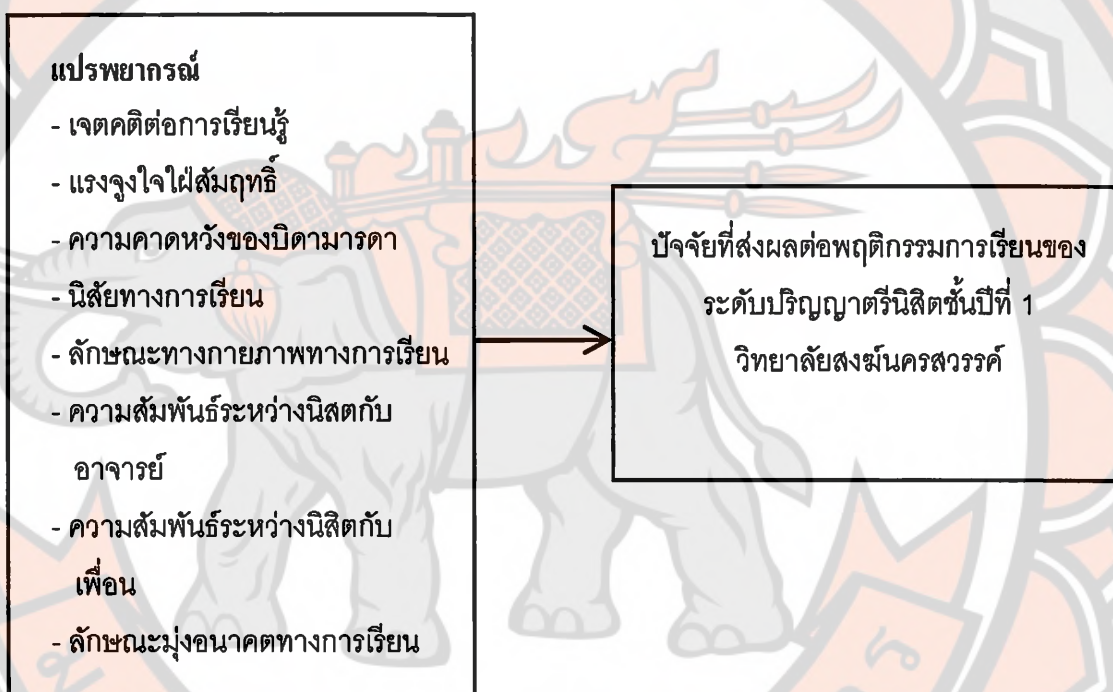 แปรพยากรณ์
- เจตคติต่อการเรียนรู้
- แรงจูงใจใฝ่สัมฤทธิ์
- ความคาดหวังของบิดามารดา
- นิสัยทางการเรียน
- ลักษณะทางกายภาพทางการเรียน
- ความสัมพันธ์ระหว่างนิสตกับ
อาจารย์
- ความสัมพันธ์ระหว่างนิสิตกับ
เพื่อน
- ลักษณะมุ่งอนาคตทางการเรียน
ปัจจัยที่ส่งผลต่อพฤติกรรมการเรียนของ
ระดับปริญญาตรีนิสิตชั้นปีที่ 1
วิทยาลัยสงฆ์นครสวรรค์